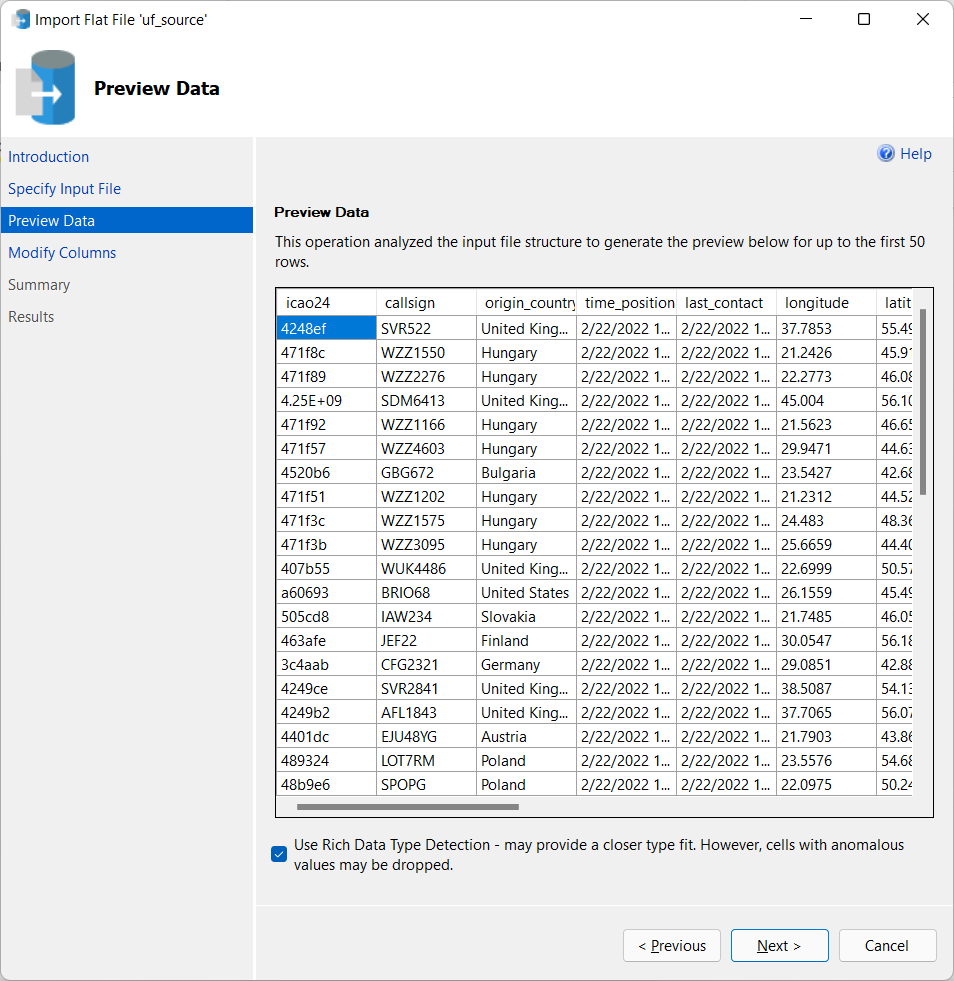 Import Flat File 'uf_source'
Preview Data
Introduction
Specify Input File
Preview Data
Modify Columns
Summary
Results
Help
Preview Data
This operation analyzed the input file structure to generate the preview below for up to the first 50
rows.
icao24 callsign origin_country time_position last_contact longitude latit
4248ef SVR522 United King... 2/22/2022 1... 2/22/2022 1... 37.7853 55.49
471f8c WZZ1550 Hungary 2/22/2022 1... 2/22/2022 1... 21.2426 45.91
471f89 WZZ2276 Hungary 2/22/2022 1... 2/22/2022 1... 22.2773 46.08
4.25E+09 SDM6413 United King... 2/22/2022 1... 2/22/2022 1... 45.004 56.10
471f92 WZZ1166 Hungary 2/22/2022 1... 2/22/2022 1... 21.5623 46.65
471f57 WZZ4603 Hungary 2/22/2022 1... 2/22/2022 1... 29.9471 44.63
4520b6 GBG672 Bulgaria 2/22/2022 1... 2/22/2022 1... 23.5427 42.68
471f51 WZZ1202 Hungary 2/22/2022 1... 2/22/2022 1... 21.2312 44.52
471f3c WZZ1575 Hungary 2/22/2022 1... 2/22/2022 1... 24.483 48.36
471f3b WZZ3095 Hungary 2/22/2022 1... 2/22/2022 1... 25.6659 44.40
407b55 WUK4486 United King... 2/22/2022 1... 2/22/2022 1... 22.6999 50.57
a60693 BRIO68 United States 2/22/2022 1... 2/22/2022 1... 26.1559 45.49
505cd8 IAW234 Slovakia 2/22/2022 1... 2/22/2022 1... 21.7485 46.05
463afe JEF22 Finland 2/22/2022 1... 2/22/2022 1... 30.0547 56.18
3c4aab CFG2321 Germany 2/22/2022 1... 2/22/2022 1... 29.0851 42.88
4249ce SVR2841 United King... 2/22/2022 1... 2/22/2022 1... 38.5087 54.13
4249b2 AFL1843 United King... 2/22/2022 1... 2/22/2022 1... 37.7065 56.07
4401dc EJU48YG Austria 2/22/2022 1... 2/22/2022 1... 21.7903 43.86
489324 LOT7RM Poland 2/22/2022 1... 2/22/2022 1... 23.5576 54.68
48b9e6 SPOPG Poland 2/22/2022 1... 2/22/2022 1... 22.0975 50.24
Use Rich Data Type Detection - may provide a closer type fit. However, cells with anomalous
values may be dropped.
< Previous Next > Cancel